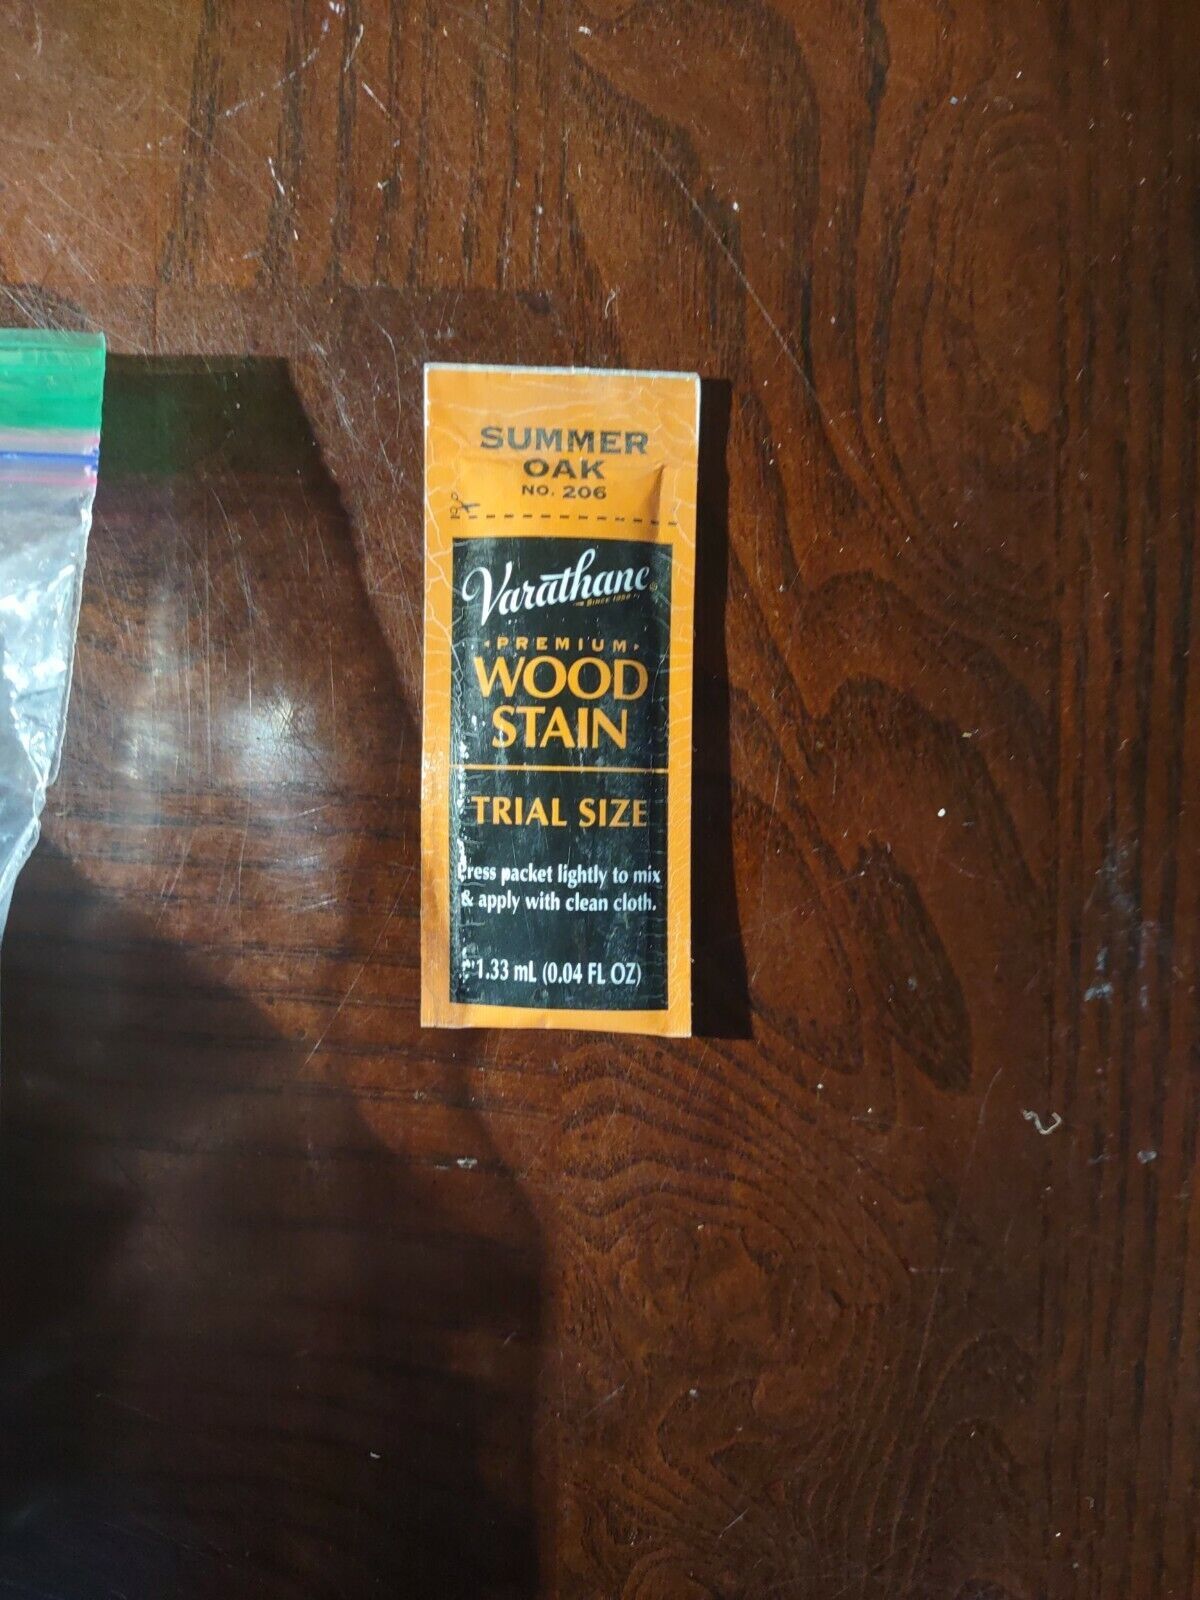 SUMMER
OAK
NO. 206
Varathane
SINCE 1958
•PREMIUM•
WOOD
STAIN
TRIAL SIZE
Press packet lightly to mix
& apply with clean cloth.
1.33 mL (0.04 FL OZ)